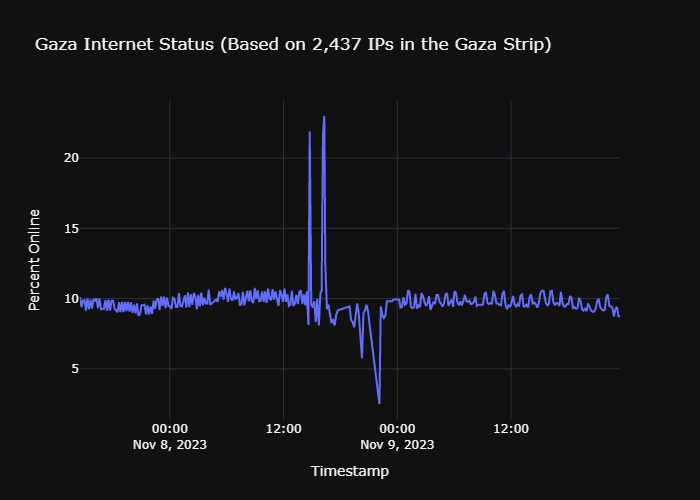 Gaza Internet Status (Based on 2,437 IPs in the Gaza Strip)
Percent Online
20
15
10
5
00:00
Nov 8, 2023
12:00
00:00
Nov 9, 2023
12:00
Timestamp